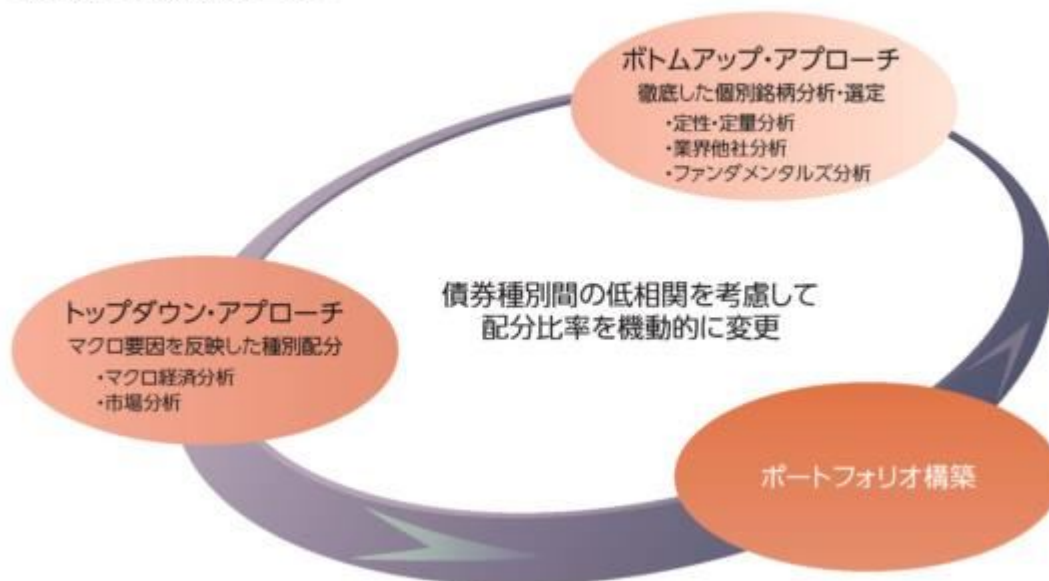 ボトムアップ・アプローチ
徹底した個別銘柄分析・選定
・定性・定量分析
・業界他社分析
・ファンダメンタルズ分析
トップダウン・アプローチ
マクロ要因を反映した種別配分
・マクロ経済分析
・市場分析
債券種別間の低相関を考慮して
配分比率を機動的に変更
ポートフォリオ構築